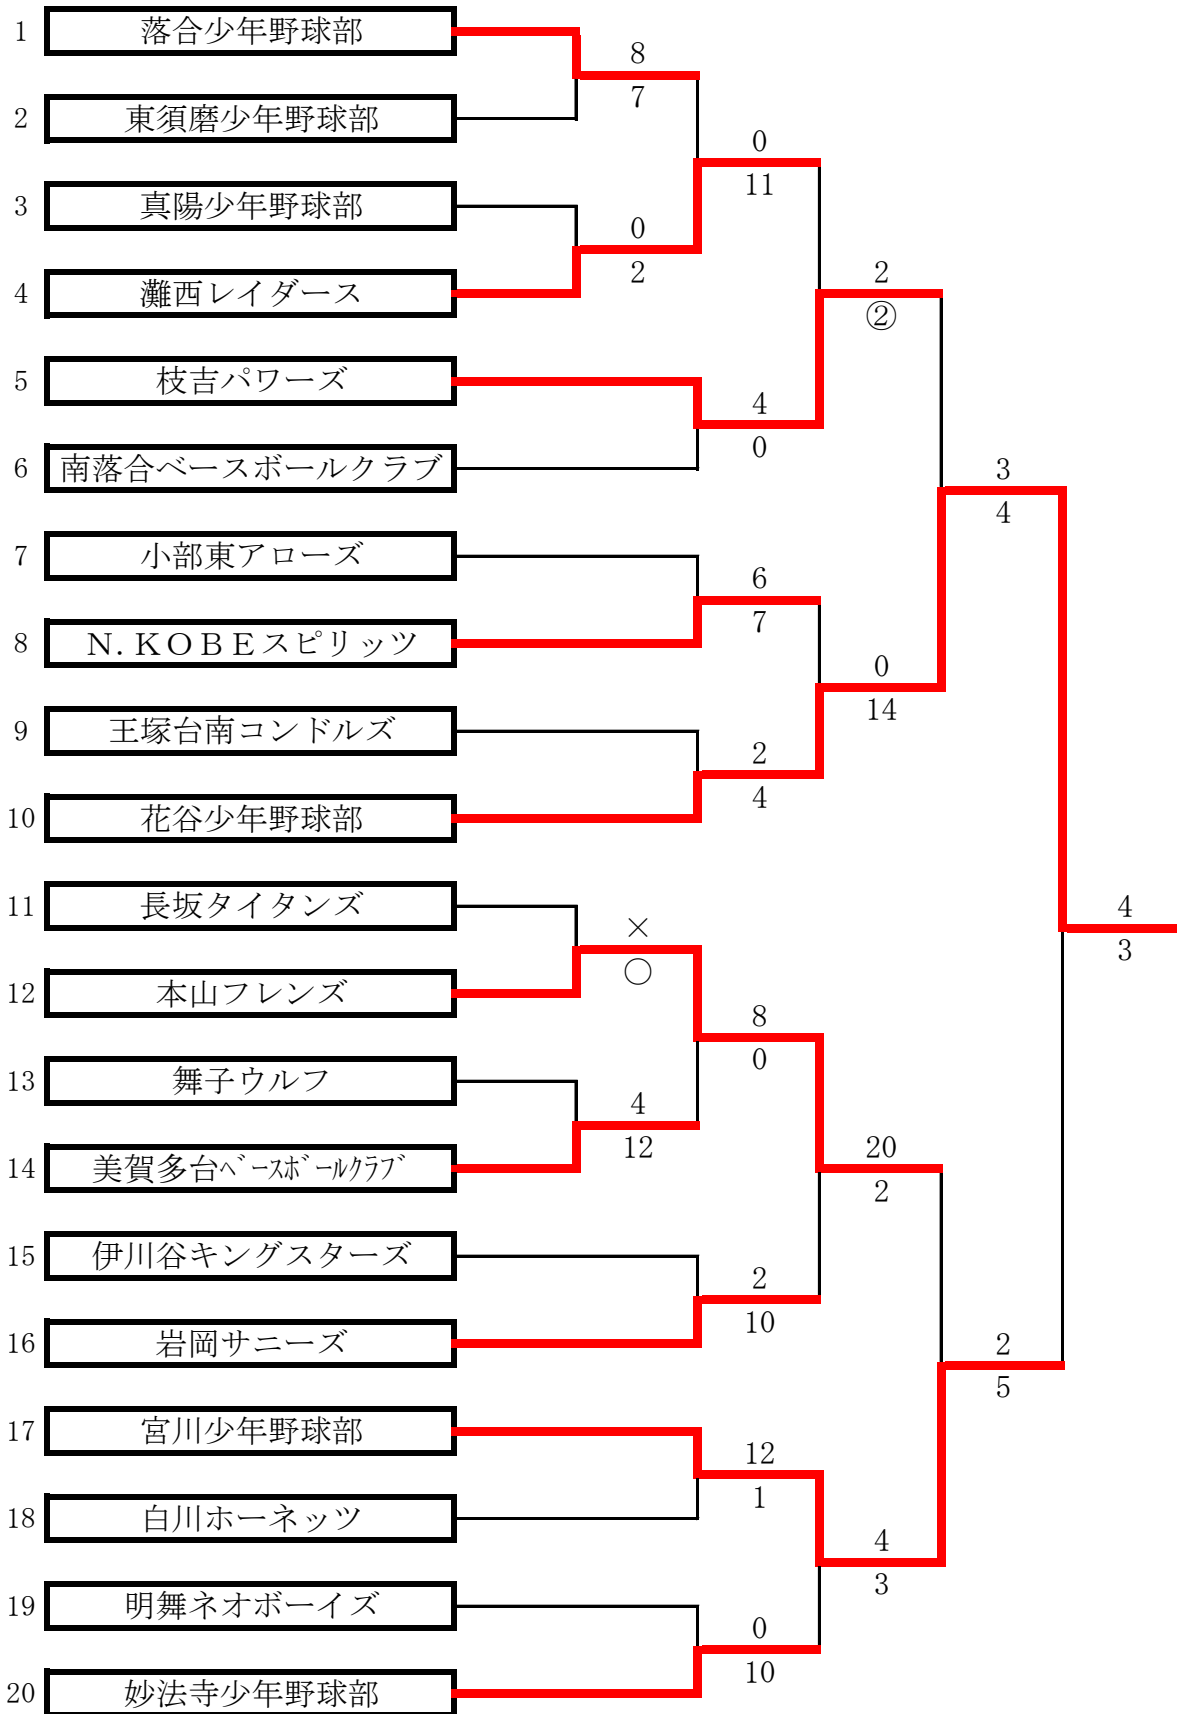 1 落合少年野球部
8
7
2 東須磨少年野球部
0
11
3 真陽少年野球部
0
2
4 灘西レイダース
2
②
5 枝吉パワーズ
4
0
6 南落合ベースボールクラブ
3
4
7 小部東アローズ
6
7
8 N.KOBEスピリッツ
0
14
9 王塚台南コンドルズ
2
4
10 花谷少年野球部
11 長坂タイタンズ
×
○
4
3
12 本山フレンズ
8
0
13 舞子ウルフ
4
12
14 美賀多台ベースボールクラブ
20
2
15 伊川谷キングスターズ
2
10
16 岩岡サニーズ
2
5
17 宮川少年野球部
12
1
18 白川ホーネッツ
4
3
19 明舞ネオボーイズ
0
10
20 妙法寺少年野球部